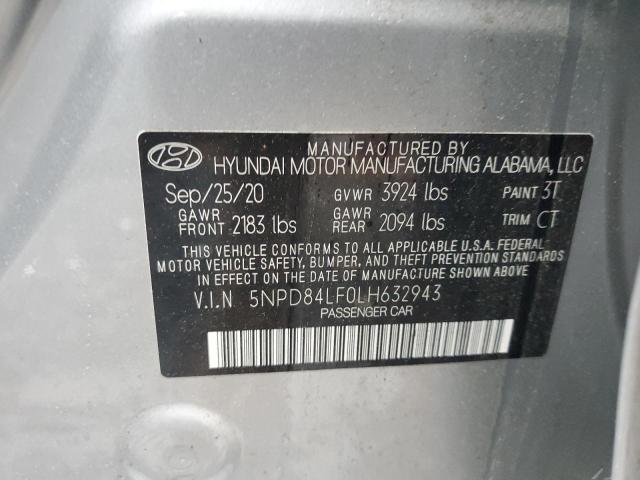 MANUFACTURED BY
HYUNDAI MOTOR MANUFACTURING ALABAMA, LLC
Sep/25/20 GVWR 3924 lbs PAINT 3T
GAWR FRONT 2183 lbs GAWR REAR 2094 lbs TRIM CT
THIS VEHICLE CONFORMS TO ALL APPLICABLE U.S.A. FEDERAL
MOTOR VEHICLE SAFETY, BUMPER, AND THEFT PREVENTION STANDARDS
IN EFFECT ON THE DATE OF MANUFACTURE SHOWN ABOVE.
V.I.N 5NPD84LF0LH632943
PASSENGER CAR